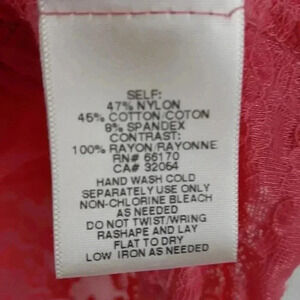 SELF:
47% NYLON
45% COTTON/COTON
8% SPANDEX
CONTRAST:
100% RAYON/RAYONNE
RN# 66170
CA# 32064
HAND WASH COLD
SEPARATELY USE ONLY
NON-CHLORINE BLEACH
AS NEEDED
DO NOT TWIST/WRING
RASHAPE AND LAY
FLAT TO DRY
LOW IRON AS NEEDED